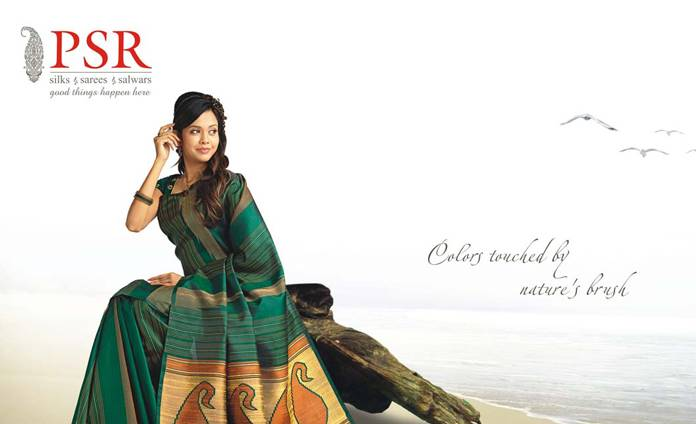 PSR
silks & sarees & salwars
good things happen here
Colors touched by
nature's brush